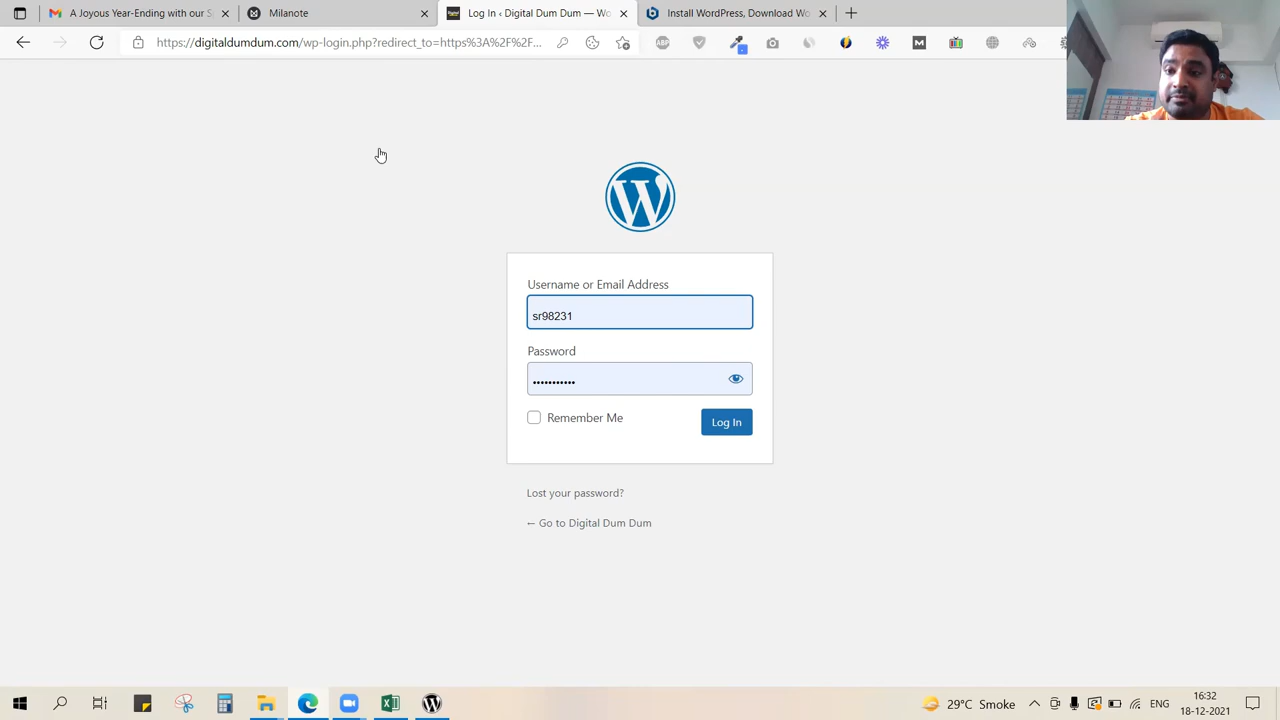 A Joyous Year-Ending with our S
Milanote
Log In ‹ Digital Dum Dum — Wo
Install WordPress, Download Wo
https://digitaldumdum.com/wp-login.php?redirect_to=https%3A%2F%2F...
ABP
M
W
Username or Email Address
sr98231
Password
•••••••••••
Remember Me
Log In
Lost your password?
← Go to Digital Dum Dum
29°C Smoke
ENG
16:32
18-12-2021